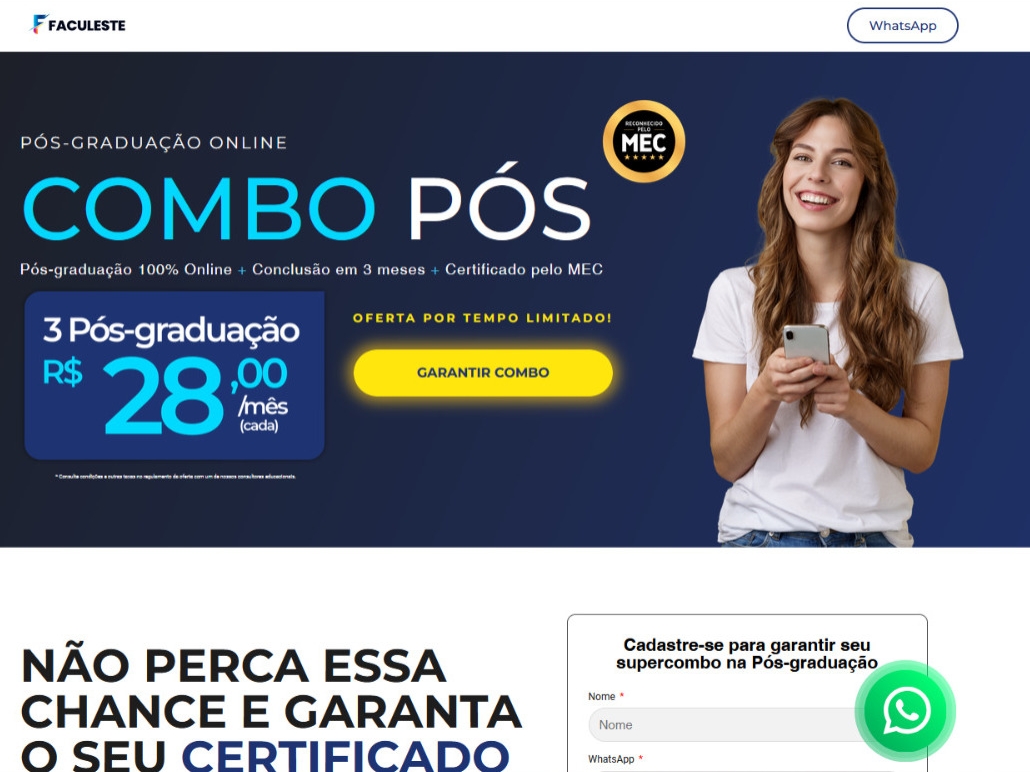 FACULESTE
WhatsApp
PÓS-GRADUAÇÃO ONLINE
RECONHECIDO
PELO
MEC
COMBO PÓS
Pós-graduação 100% Online + Conclusão em 3 meses + Certificado pelo MEC
3 Pós-graduação
R$ 28,00
/mês
(cada)
OFERTA POR TEMPO LIMITADO!
GARANTIR COMBO
* Consulte condições e outras taxas no regulamento da oferta com um de nossos consultores educacionais.
NÃO PERCA ESSA
CHANCE E GARANTA
O SEU CERTIFICADO
Cadastre-se para garantir seu
supercombo na Pós-graduação
Nome *
Nome
WhatsApp *